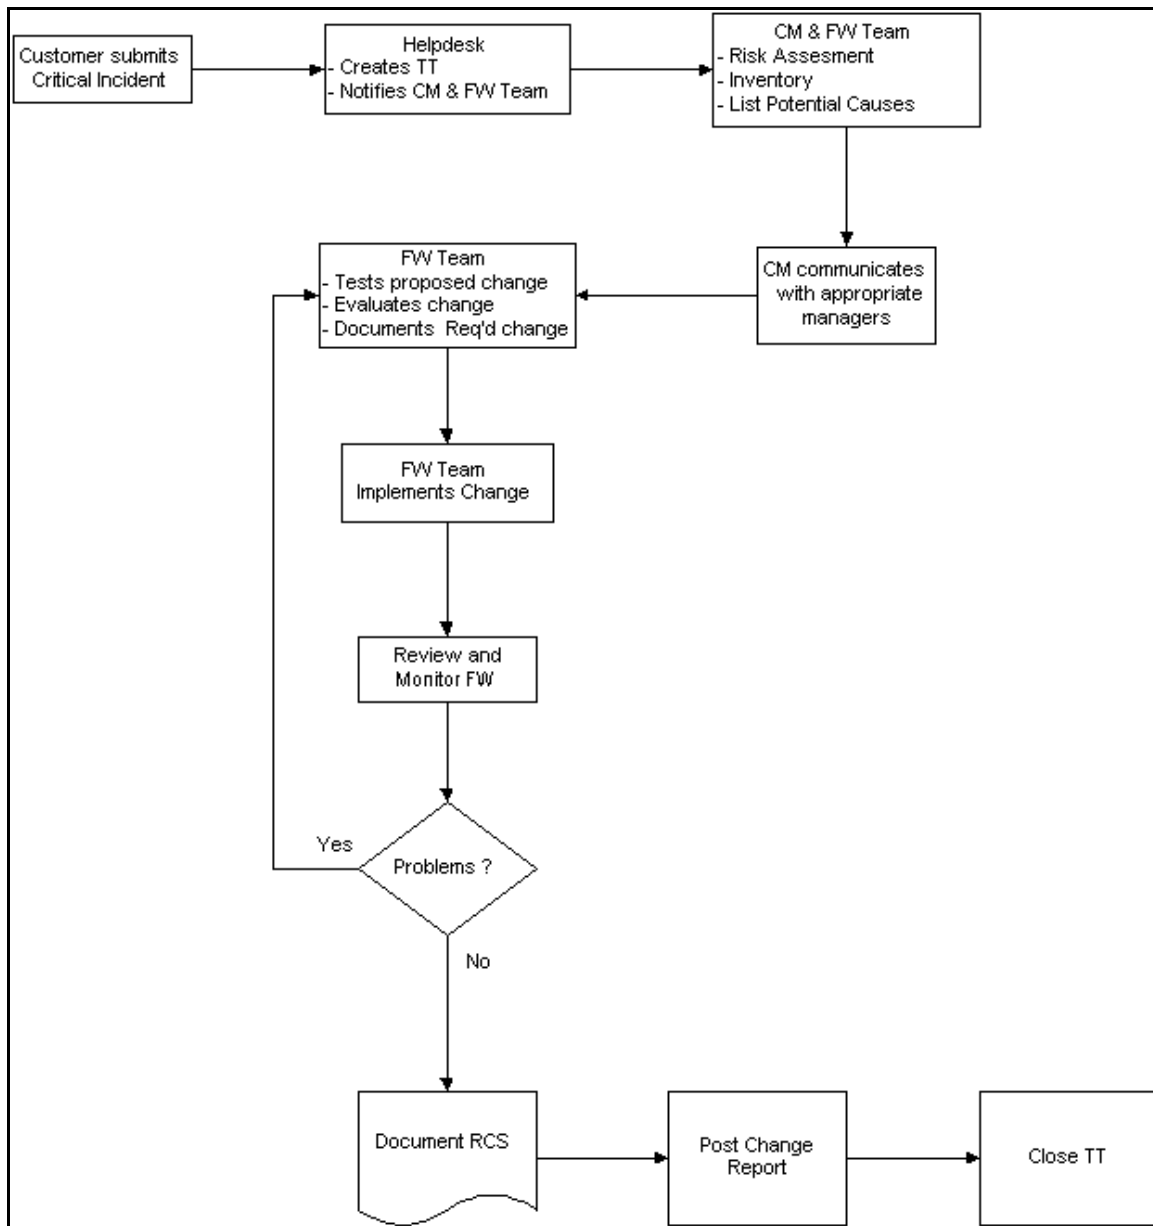 Customer submits
Critical Incident
Helpdesk
- Creates TT
- Notifies CM & FW Team
CM & FW Team
- Risk Assesment
- Inventory
- List Potential Causes
FW Team
- Tests proposed change
- Evaluates change
- Documents Req'd change
CM communicates
with appropriate
managers
FW Team
Implements Change
Review and
Monitor FW
Yes
Problems ?
No
Document RCS
Post Change
Report
Close TT